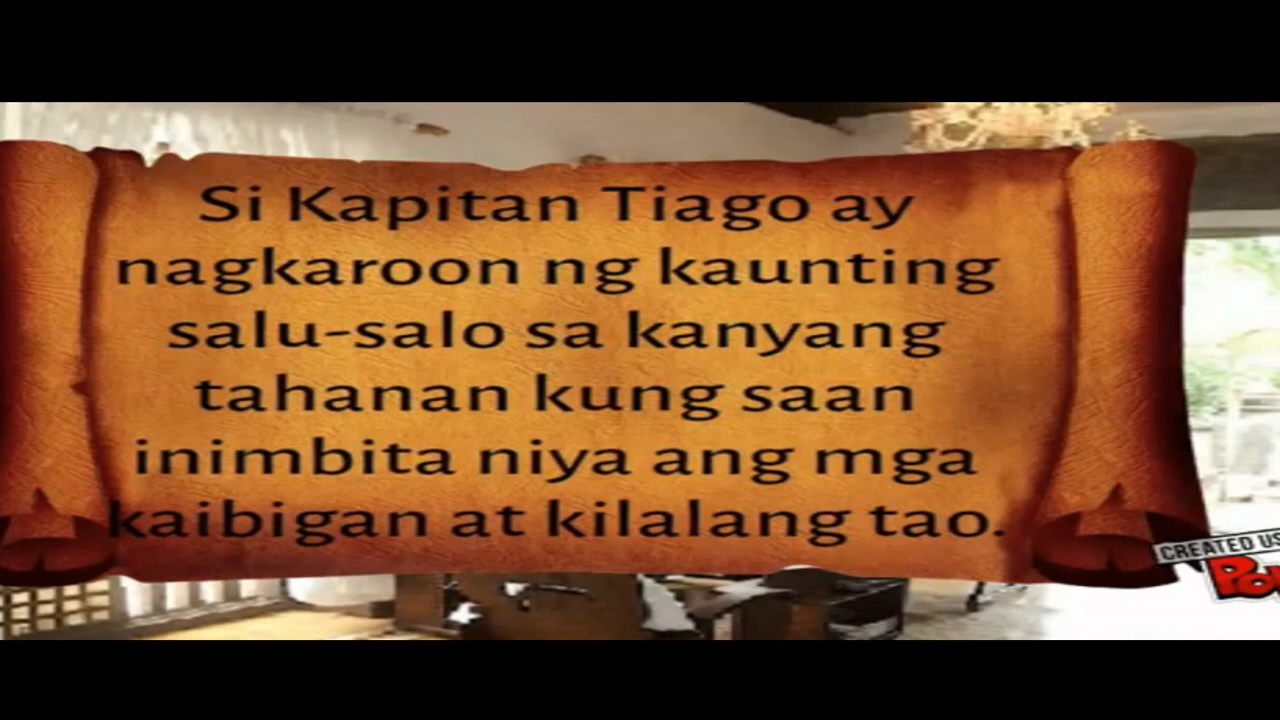 Si Kapitan Tiago ay
nagkaroon ng kaunting
salu-salo sa kanyang
tahanan kung saan
inimbita niya ang mga
kaibigan at kilalang tao.
CREATED